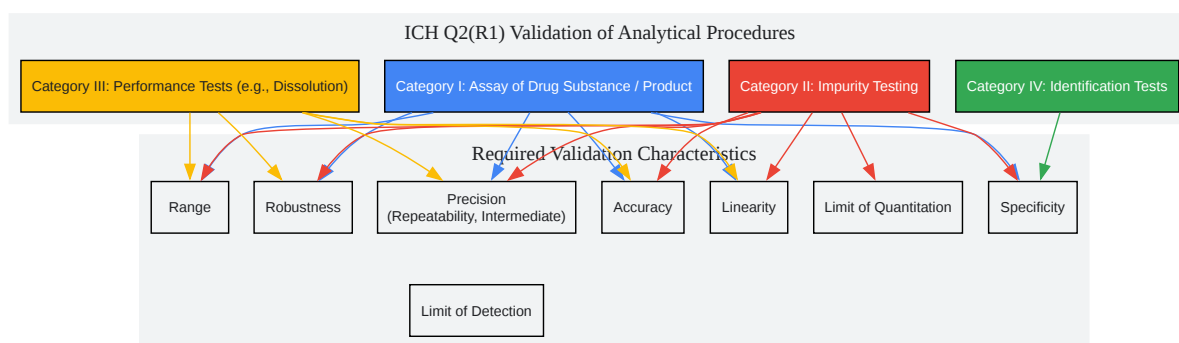 ICH Q2(R1) Validation of Analytical Procedures
Category III: Performance Tests (e.g., Dissolution)
Category I: Assay of Drug Substance / Product
Category II: Impurity Testing
Category IV: Identification Tests
Required Validation Characteristics
Range
Robustness
Precision
(Repeatability, Intermediate)
Accuracy
Linearity
Limit of Quantitation
Specificity
Limit of Detection